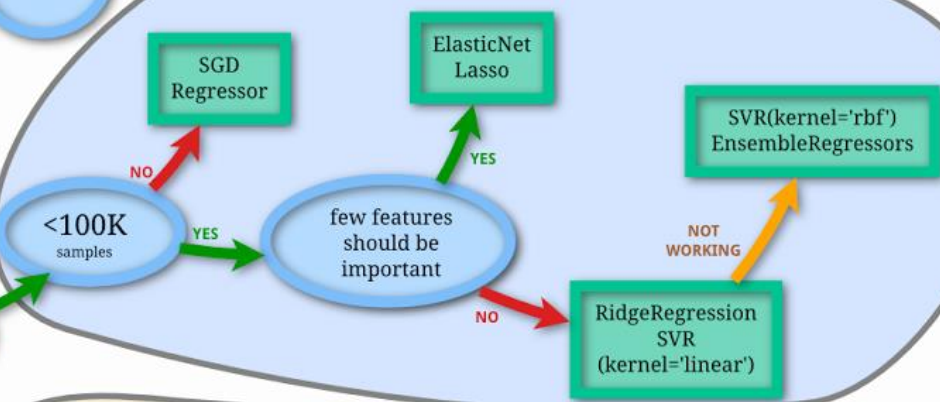 SGD
Regressor
ElasticNet
Lasso
SVR(kernel='rbf')
EnsembleRegressors
NO
YES
<100K
samples
YES
few features
should be
important
NOT
WORKING
NO
RidgeRegression
SVR
(kernel='linear')